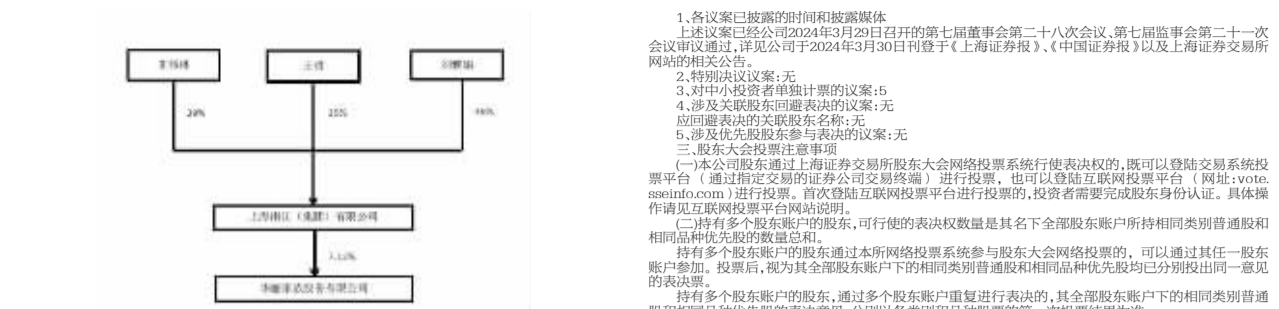 王
上海南江（集团）有限公司
1、各议案已披露的时间和披露媒体
上述议案已经公司2024年3月29日召开的第七届董事会第二十八次会议、第七届监事会第二十一次
会议审议通过,详见公司于2024年3月30日刊登于《上海证券报》、《中国证券报》以及上海证券交易所
网站的相关公告。
2、特别决议议案:无
3、对中小投资者单独计票的议案:5
4、涉及关联股东回避表决的议案:无
应回避表决的关联股东名称:无
5、涉及优先股股东参与表决的议案:无
三、股东大会投票注意事项
(一)本公司股东通过上海证券交易所股东大会网络投票系统行使表决权的,既可以登陆交易系统投
票平台（通过指定交易的证券公司交易终端）进行投票，也可以登陆互联网投票平台（网址:vote.
sseinfo.com）进行投票。首次登陆互联网投票平台进行投票的,投资者需要完成股东身份认证。具体操
作请见互联网投票平台网站说明。
(二)持有多个股东账户的股东,可行使的表决权数量是其名下全部股东账户所持相同类别普通股和
相同品种优先股的数量总和。
持有多个股东账户的股东通过本所网络投票系统参与股东大会网络投票的，可以通过其任一股东
账户参加。投票后,视为其全部股东账户下的相同类别普通股和相同品种优先股均已分别投出同一意见
的表决票。
持有多个股东账户的股东,通过多个股东账户重复进行表决的,其全部股东账户下的相同类别普通